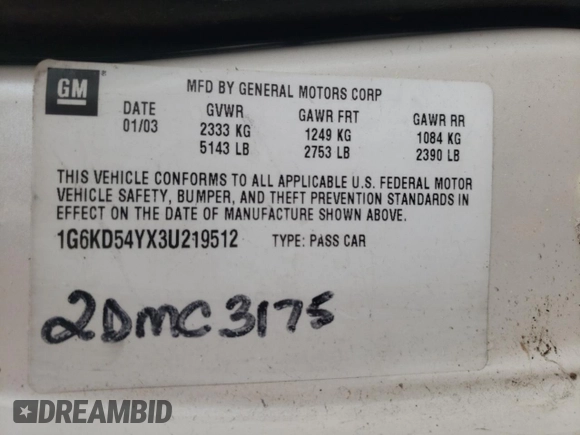 GM
MFD BY GENERAL MOTORS CORP
DATE GVWR GAWR FRT GAWR RR
01/03 2333 KG 1249 KG 1084 KG
5143 LB 2753 LB 2390 LB
THIS VEHICLE CONFORMS TO ALL APPLICABLE U.S. FEDERAL MOTOR
VEHICLE SAFETY, BUMPER, AND THEFT PREVENTION STANDARDS IN
EFFECT ON THE DATE OF MANUFACTURE SHOWN ABOVE.
1G6KD54YX3U219512 TYPE: PASS CAR
2DMC3175
DREAMBID